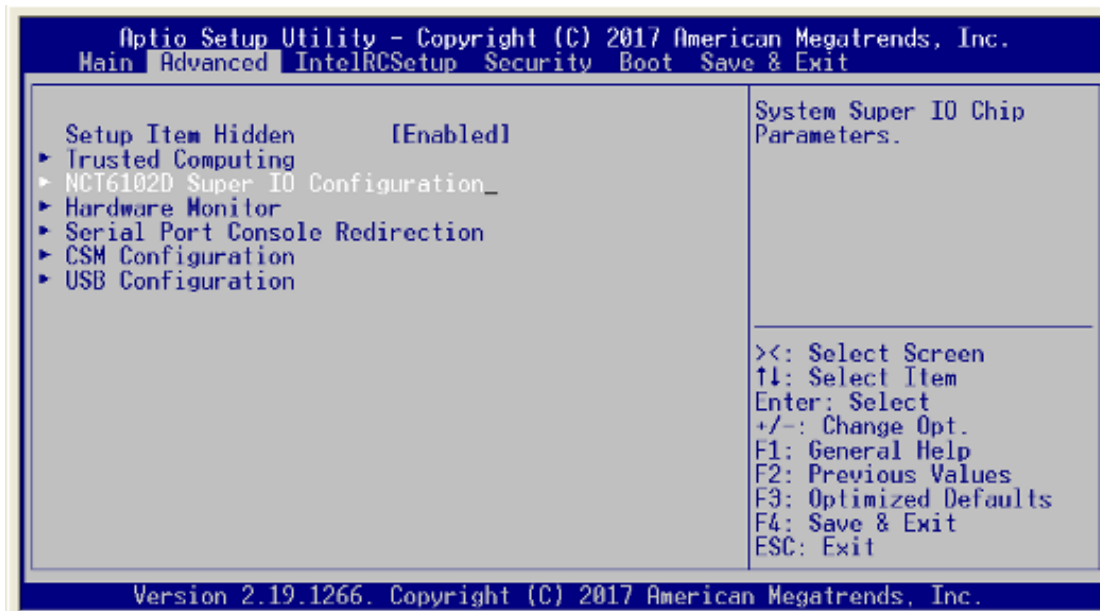 Aptio Setup Utility - Copyright (C) 2017 American Megatrends, Inc.
Main Advanced IntelRCSetup Security Boot Save & Exit
Setup Item Hidden [Enabled]
► Trusted Computing
► NCT6102D Super IO Configuration_
► Hardware Monitor
► Serial Port Console Redirection
► CSM Configuration
► USB Configuration
System Super IO Chip
Parameters.
><: Select Screen
↑↓: Select Item
Enter: Select
+/-: Change Opt.
F1: General Help
F2: Previous Values
F3: Optimized Defaults
F4: Save & Exit
ESC: Exit
Version 2.19.1266. Copyright (C) 2017 American Megatrends, Inc.